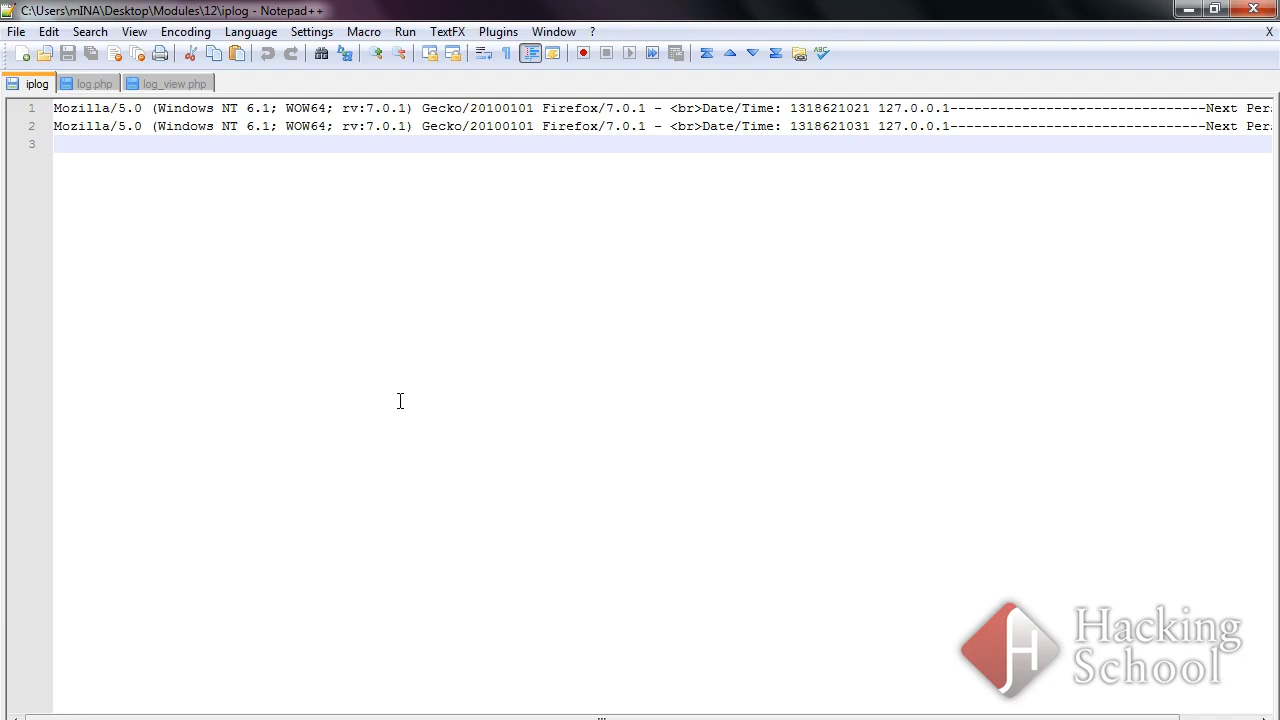 C:\Users\mINA\Desktop\Modules\12\iplog - Notepad++
File Edit Search View Encoding Language Settings Macro Run TextFX Plugins Window ? X
iplog log.php log_view.php
1 Mozilla/5.0 (Windows NT 6.1; WOW64; rv:7.0.1) Gecko/20100101 Firefox/7.0.1 - <br>Date/Time: 1318621021 127.0.0.1--------------------------------Next Per
2 Mozilla/5.0 (Windows NT 6.1; WOW64; rv:7.0.1) Gecko/20100101 Firefox/7.0.1 - <br>Date/Time: 1318621031 127.0.0.1--------------------------------Next Per
3
Hacking
School